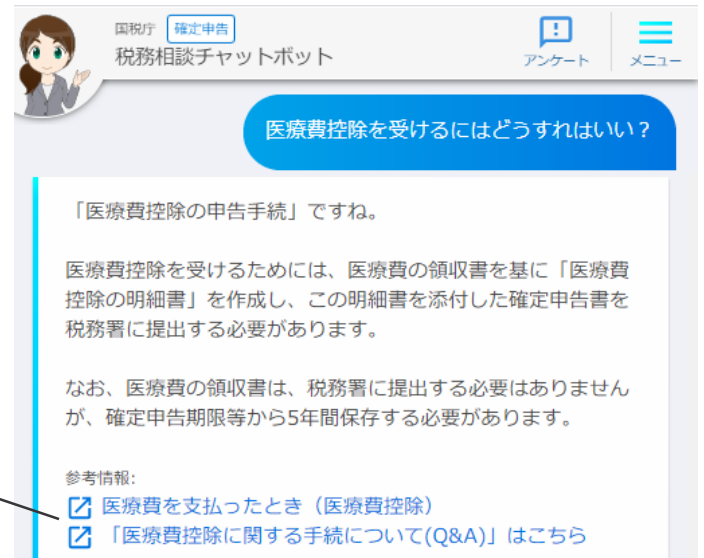 国税庁 確定申告
税務相談チャットボット
アンケート
メニュー
医療費控除を受けるにはどうすれはいい？
「医療費控除の申告手続」ですね。
医療費控除を受けるためには、医療費の領収書を基に「医療費
控除の明細書」を作成し、この明細書を添付した確定申告書を
税務署に提出する必要があります。
なお、医療費の領収書は、税務署に提出する必要はありません
が、確定申告期限等から5年間保存する必要があります。
参考情報:
医療費を支払ったとき（医療費控除）
「医療費控除に関する手続について(Q&A)」はこちら